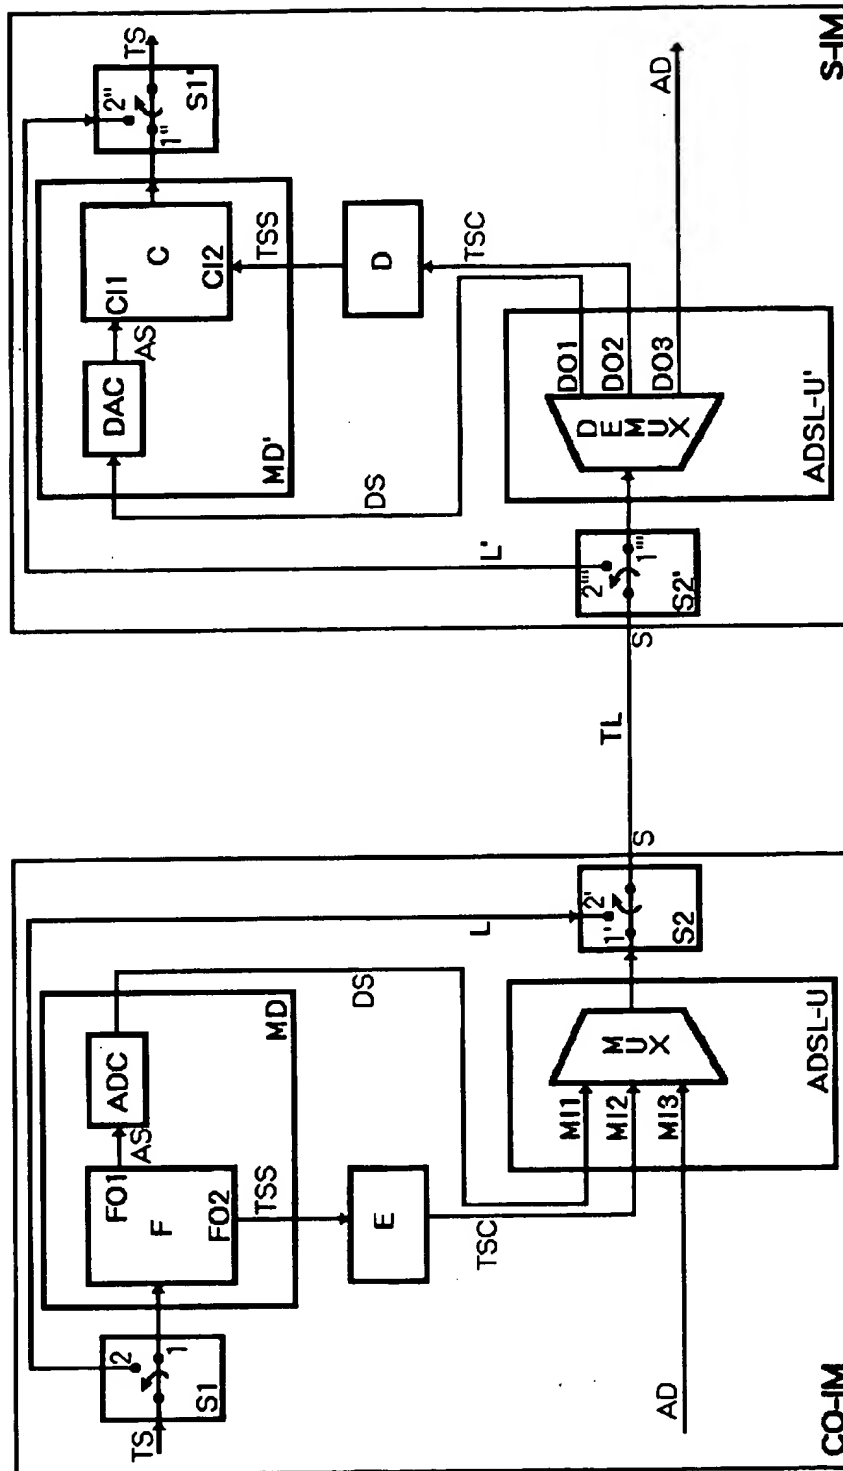 CO-IM
TS
S1
1
2
F
FO1
FO2
AS
ADC
MD
TSS
E
TSC
DS
L
AD
MI1
MI2
MI3
MUX
ADSL-U
S2
1'
2'
S
TL
S
S-IM
S2'
1'''
2'''
L'
DEMUX
DO1
DO2
DO3
ADSL-U'
AD
DS
TSC
D
TSS
MD'
DAC
AS
CI1
CI2
C
S1'
1''
2''
TS